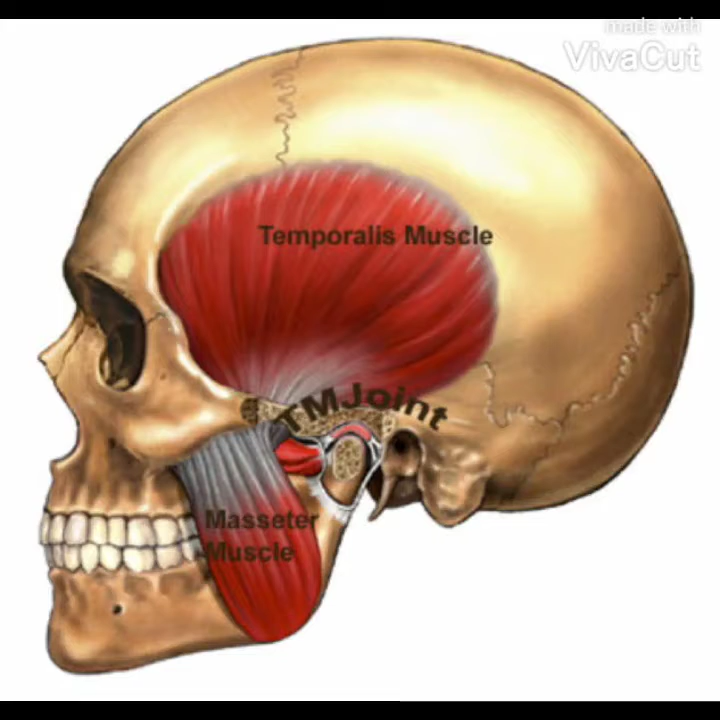 made with
VivaCut
Temporalis Muscle
TMJoint
Masseter
Muscle